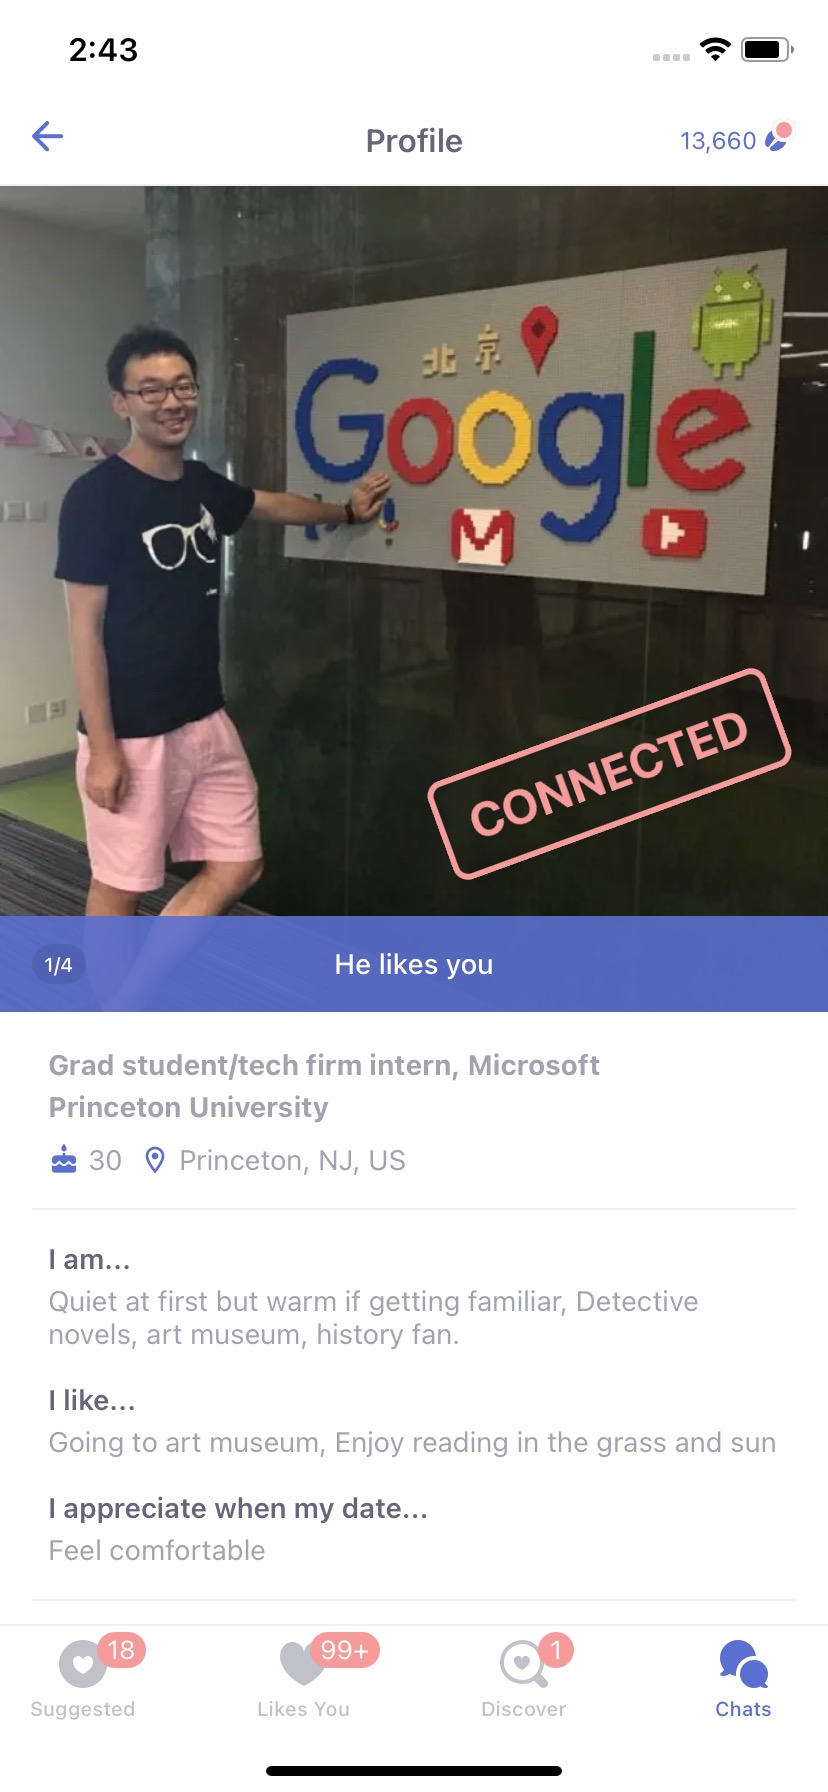 2:43
Profile
13,660
北京
Google
CONNECTED
1/4
He likes you
Grad student/tech firm intern, Microsoft
Princeton University
30 Princeton, NJ, US
I am...
Quiet at first but warm if getting familiar, Detective
novels, art museum, history fan.
I like...
Going to art museum, Enjoy reading in the grass and sun
I appreciate when my date...
Feel comfortable
18
99+
1
Suggested
Likes You
Discover
Chats